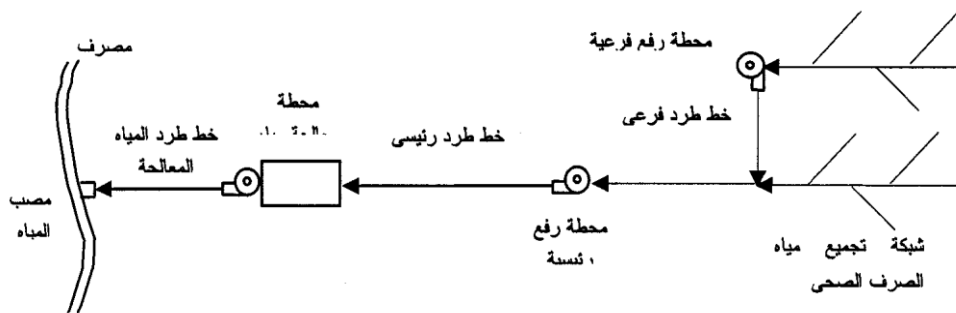 مصرف
محطة رفع فرعية
خط طرد فرعى
محطة
خط طرد رئيسى
خط طرد المياه
المعالجة
مصب
المياه
محطة رفع
شبكة تجميع مياه
الصرف الصحى